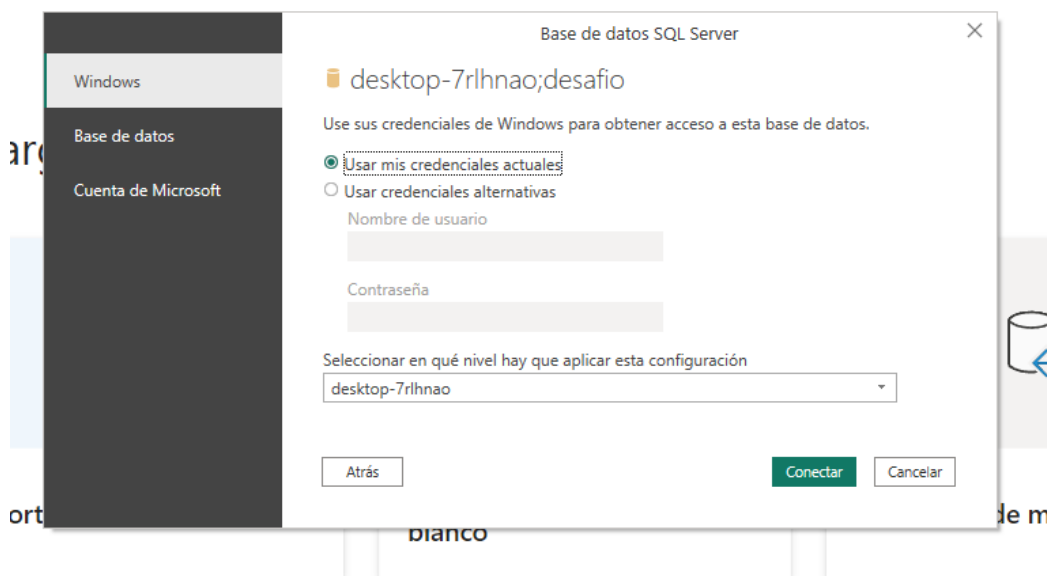 Base de datos SQL Server
Windows
Base de datos
Cuenta de Microsoft
desktop-7rlhnao;desafio
Use sus credenciales de Windows para obtener acceso a esta base de datos.
Usar mis credenciales actuales
Usar credenciales alternativas
Nombre de usuario
Contraseña
Seleccionar en qué nivel hay que aplicar esta configuración
desktop-7rlhnao
Atrás
Conectar
Cancelar
blanco